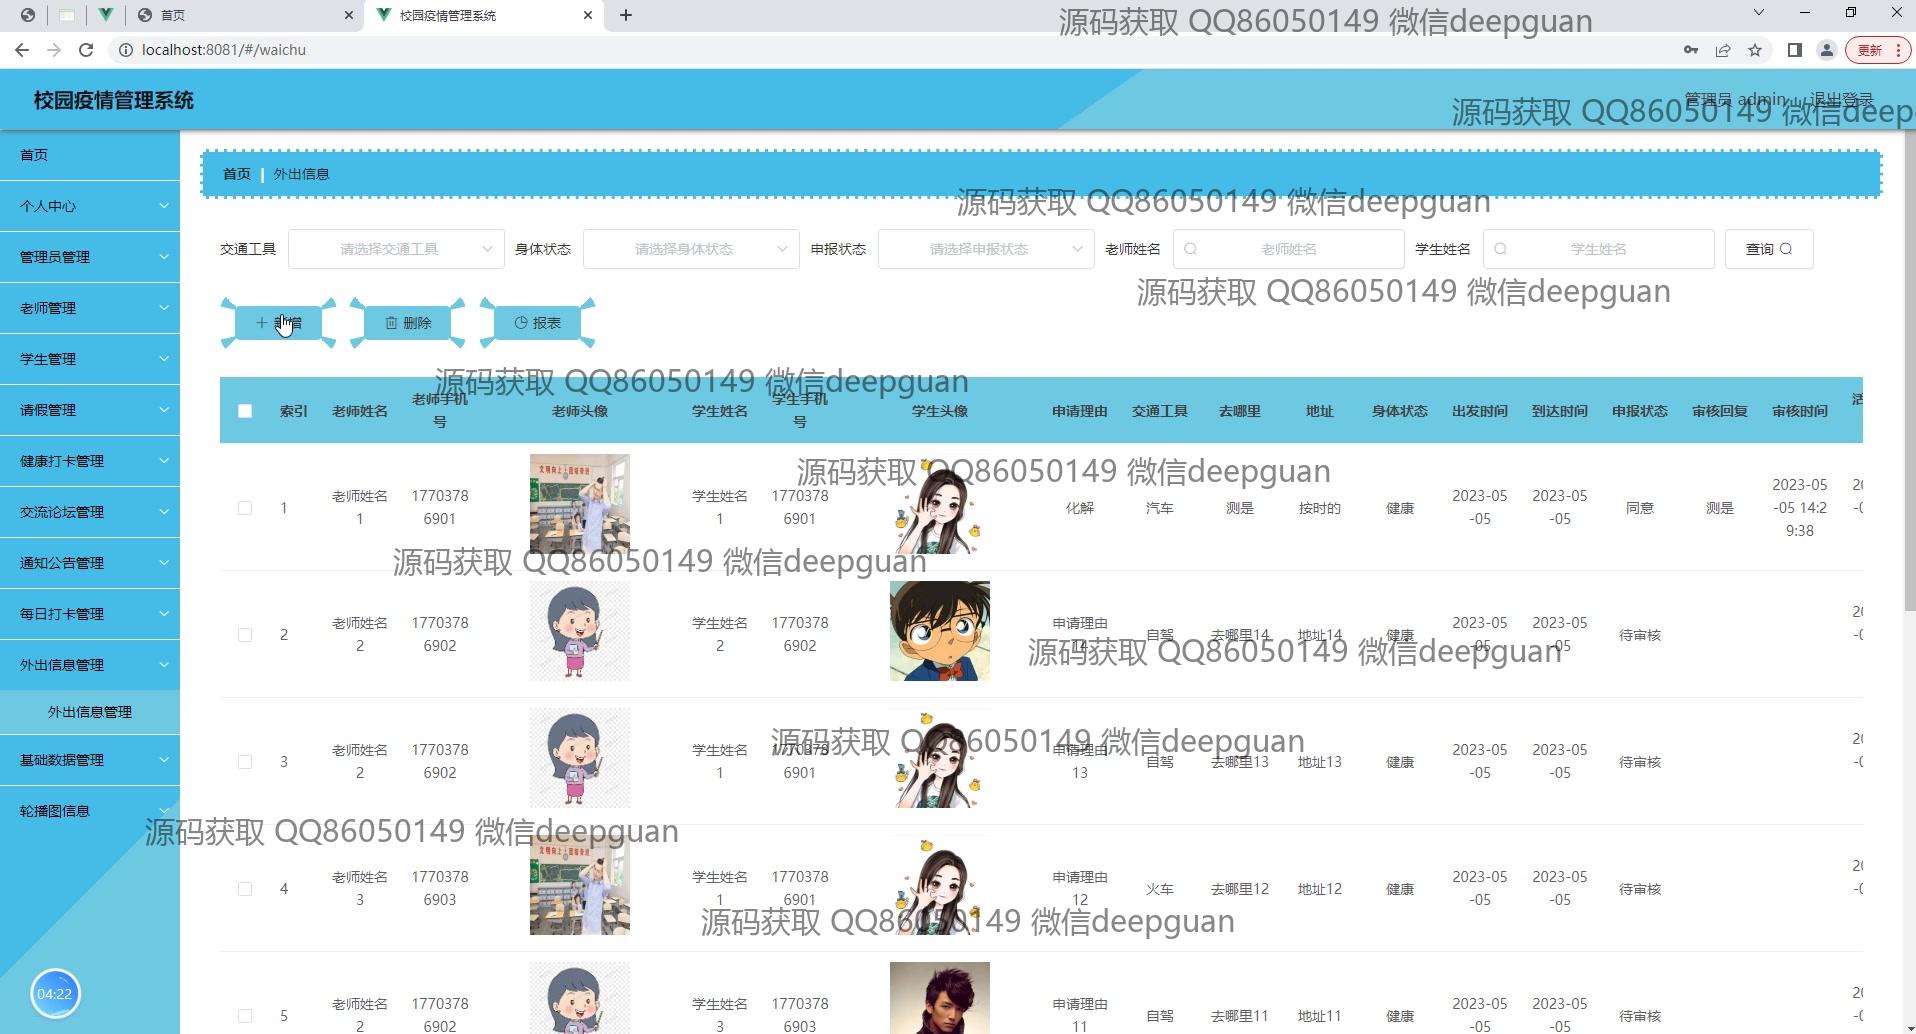 首页
校园疫情管理系统
源码获取 QQ86050149 微信deepguan
localhost:8081/#/waichu
更新
校园疫情管理系统
管理员 admin
退出登录
源码获取 QQ86050149 微信deep
首页
个人中心
管理员管理
老师管理
学生管理
请假管理
健康打卡管理
交流论坛管理
通知公告管理
每日打卡管理
外出信息管理
外出信息管理
基础数据管理
轮播图信息
04:22
首页 外出信息
源码获取 QQ86050149 微信deepguan
交通工具 请选择交通工具 身体状态 请选择身体状态 申报状态 请选择申报状态 老师姓名 老师姓名 学生姓名 学生姓名 查询
源码获取 QQ86050149 微信deepguan
新增 删除 报表
源码获取 QQ86050149 微信deepguan
索引 老师姓名 老师手机号 老师头像 学生姓名 学生手机号 学生头像 申请理由 交通工具 去哪里 地址 身体状态 出发时间 到达时间 申报状态 审核回复 审核时间
源码获取 QQ86050149 微信deepguan
1 老师姓名1 17703786901 学生姓名1 17703786901 化解 汽车 测是 按时的 健康 2023-05-05 2023-05-05 同意 测是 2023-05-05 14:29:38
源码获取 QQ86050149 微信deepguan
2 老师姓名2 17703786902 学生姓名2 17703786902 申请理由14 自驾 去哪里14 地址14 健康 2023-05-05 2023-05-05 待审核
源码获取 QQ86050149 微信deepguan
3 老师姓名2 17703786902 学生姓名1 17703786901 申请理由13 自驾 去哪里13 地址13 健康 2023-05-05 2023-05-05 待审核
源码获取 QQ86050149 微信deepguan
源码获取 QQ86050149 微信deepguan
4 老师姓名3 17703786903 学生姓名1 17703786901 申请理由12 火车 去哪里12 地址12 健康 2023-05-05 2023-05-05 待审核
源码获取 QQ86050149 微信deepguan
5 老师姓名2 17703786902 学生姓名3 17703786903 申请理由11 自驾 去哪里11 地址11 健康 2023-05-05 2023-05-05 待审核